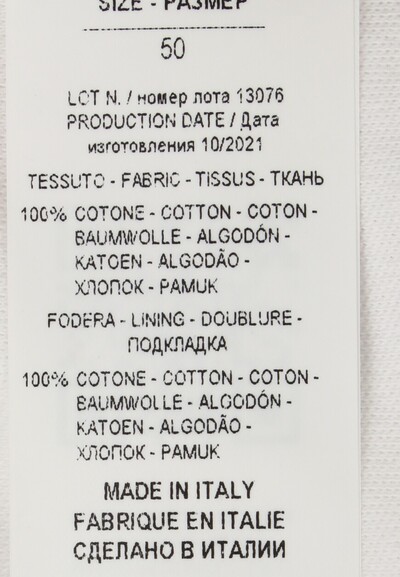 SIZE - РАЗМЕР
50
LOT N. / номер лота 13076
PRODUCTION DATE / Дата
изготовления 10/2021
TESSUTO - FABRIC - TISSUS - ТКАНЬ
100% COTONE - COTTON - COTON -
BAUMWOLLE - ALGODÓN -
KATOEN - ALGODÃO -
ХЛОПОК - PAMUK
FODERA - LINING - DOUBLURE -
ПОДКЛАДКА
100% COTONE - COTTON - COTON -
BAUMWOLLE - ALGODÓN -
KATOEN - ALGODÃO -
ХЛОПОК - PAMUK
MADE IN ITALY
FABRIQUE EN ITALIE
СДЕЛАНО В ИТАЛИИ